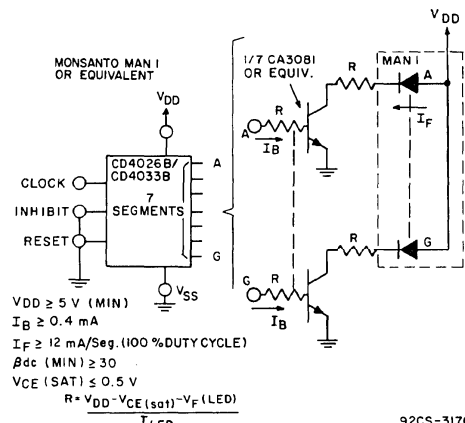 MONSANTO MAN I
OR EQUIVALENT
VDD
CD4026B/
CD4033B
7
SEGMENTS
CLOCK
INHIBIT
RESET
A
G
VSS
1/7 CA3081
OR EQUIV.
VDD
R
MAN I
A
IF
A
R
IB
R
G
G
R
IB
VDD ≥ 5 V (MIN)
IB ≥ 0.4 mA
IF ≥ 12 mA/Seg. (100 % DUTY CYCLE)
βdc (MIN) ≥ 30
VCE (SAT) ≤ 0.5 V
R = VDD - VCE(sat) - VF (LED)